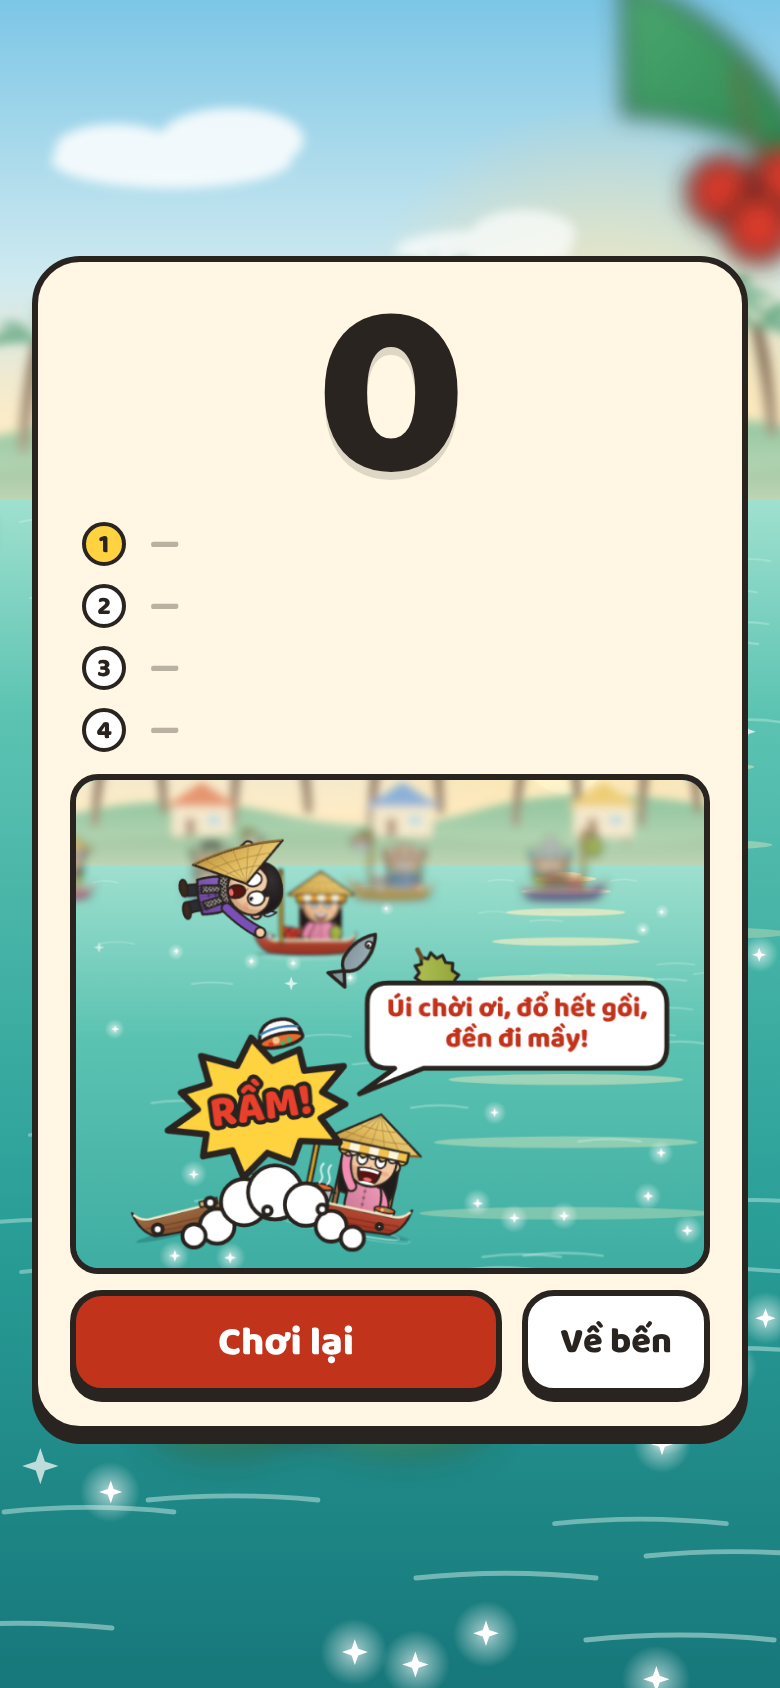 0
1 –
2 –
3 –
4 –
Úi chời ơi, đổ hết gồi,
đền đi mầy!
RẦM!
Chơi lại
Về bến